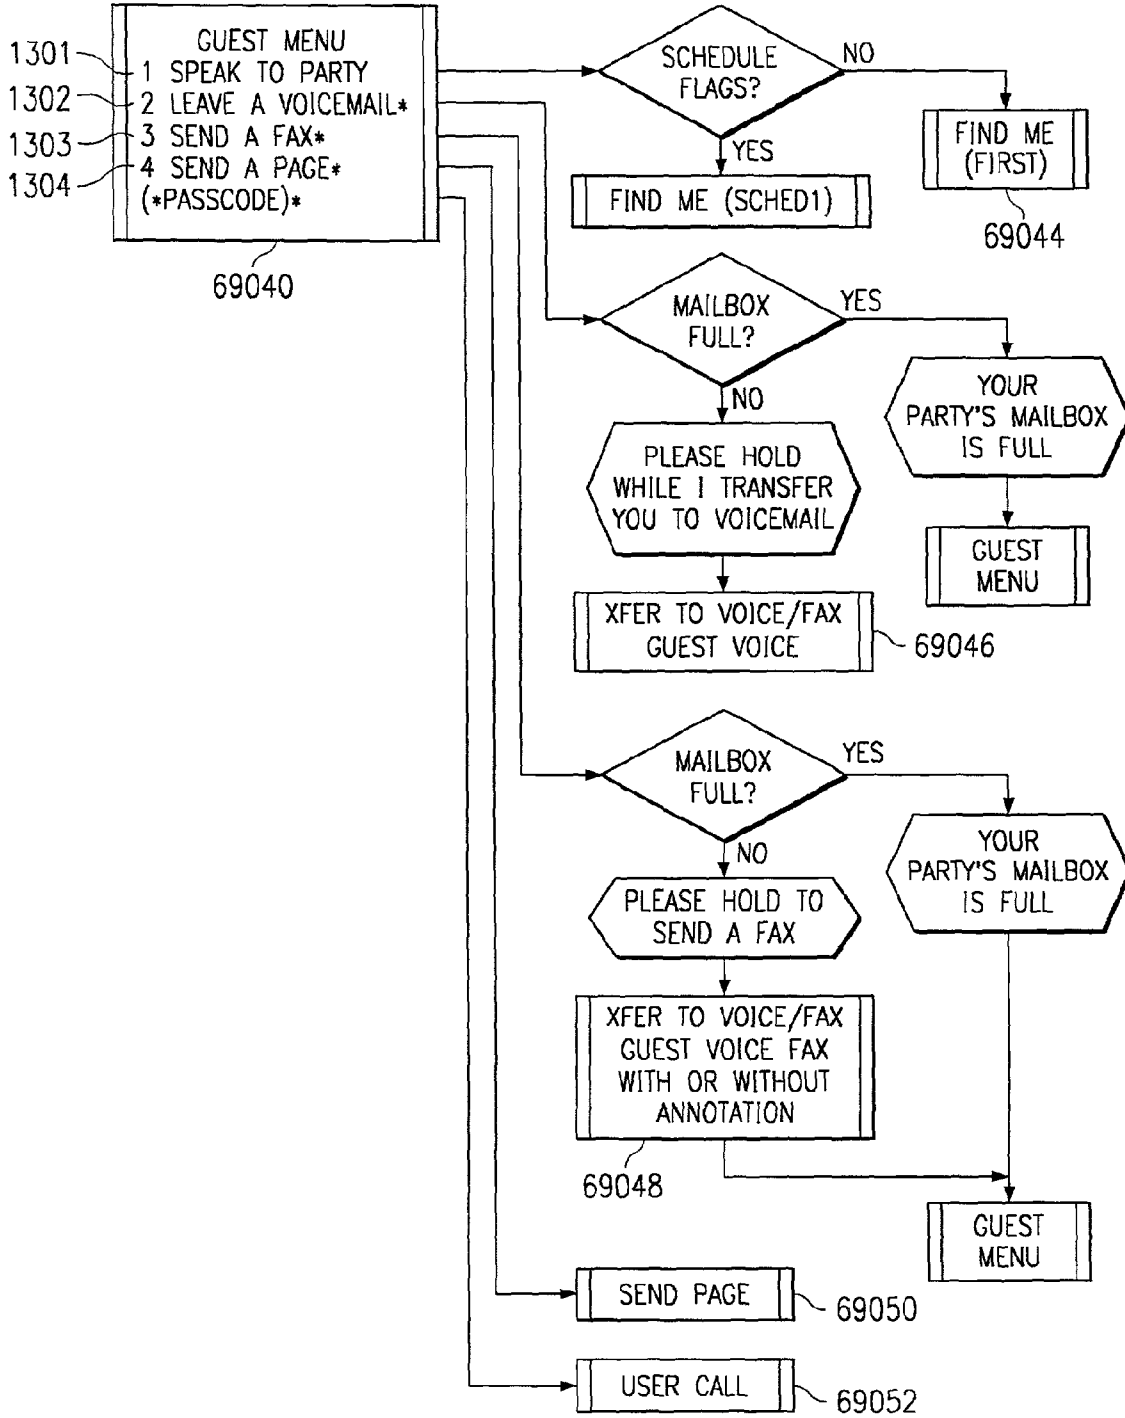 1301
1302
1303
1304
GUEST MENU
1 SPEAK TO PARTY
2 LEAVE A VOICEMAIL*
3 SEND A FAX*
4 SEND A PAGE*
(*PASSCODE)*
69040
SCHEDULE
FLAGS?
NO
YES
FIND ME
(FIRST)
69044
FIND ME (SCHED1)
MAILBOX
FULL?
YES
NO
YOUR
PARTY'S MAILBOX
IS FULL
PLEASE HOLD
WHILE I TRANSFER
YOU TO VOICEMAIL
GUEST
MENU
XFER TO VOICE/FAX
GUEST VOICE
69046
MAILBOX
FULL?
YES
NO
YOUR
PARTY'S MAILBOX
IS FULL
PLEASE HOLD TO
SEND A FAX
XFER TO VOICE/FAX
GUEST VOICE FAX
WITH OR WITHOUT
ANNOTATION
69048
GUEST
MENU
SEND PAGE
69050
USER CALL
69052